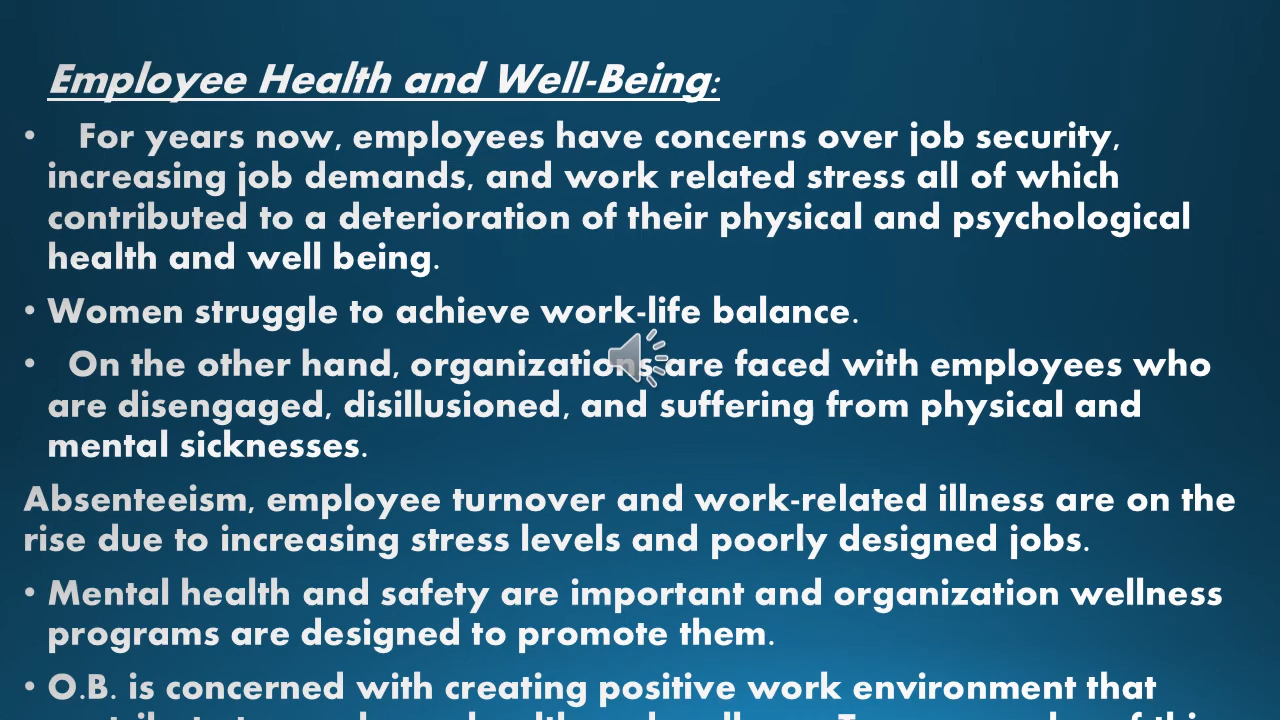 Employee Health and Well-Being:
• For years now, employees have concerns over job security,
increasing job demands, and work related stress all of which
contributed to a deterioration of their physical and psychological
health and well being.
• Women struggle to achieve work-life balance.
• On the other hand, organizations are faced with employees who
are disengaged, disillusioned, and suffering from physical and
mental sicknesses.
Absenteeism, employee turnover and work-related illness are on the
rise due to increasing stress levels and poorly designed jobs.
• Mental health and safety are important and organization wellness
programs are designed to promote them.
• O.B. is concerned with creating positive work environment that